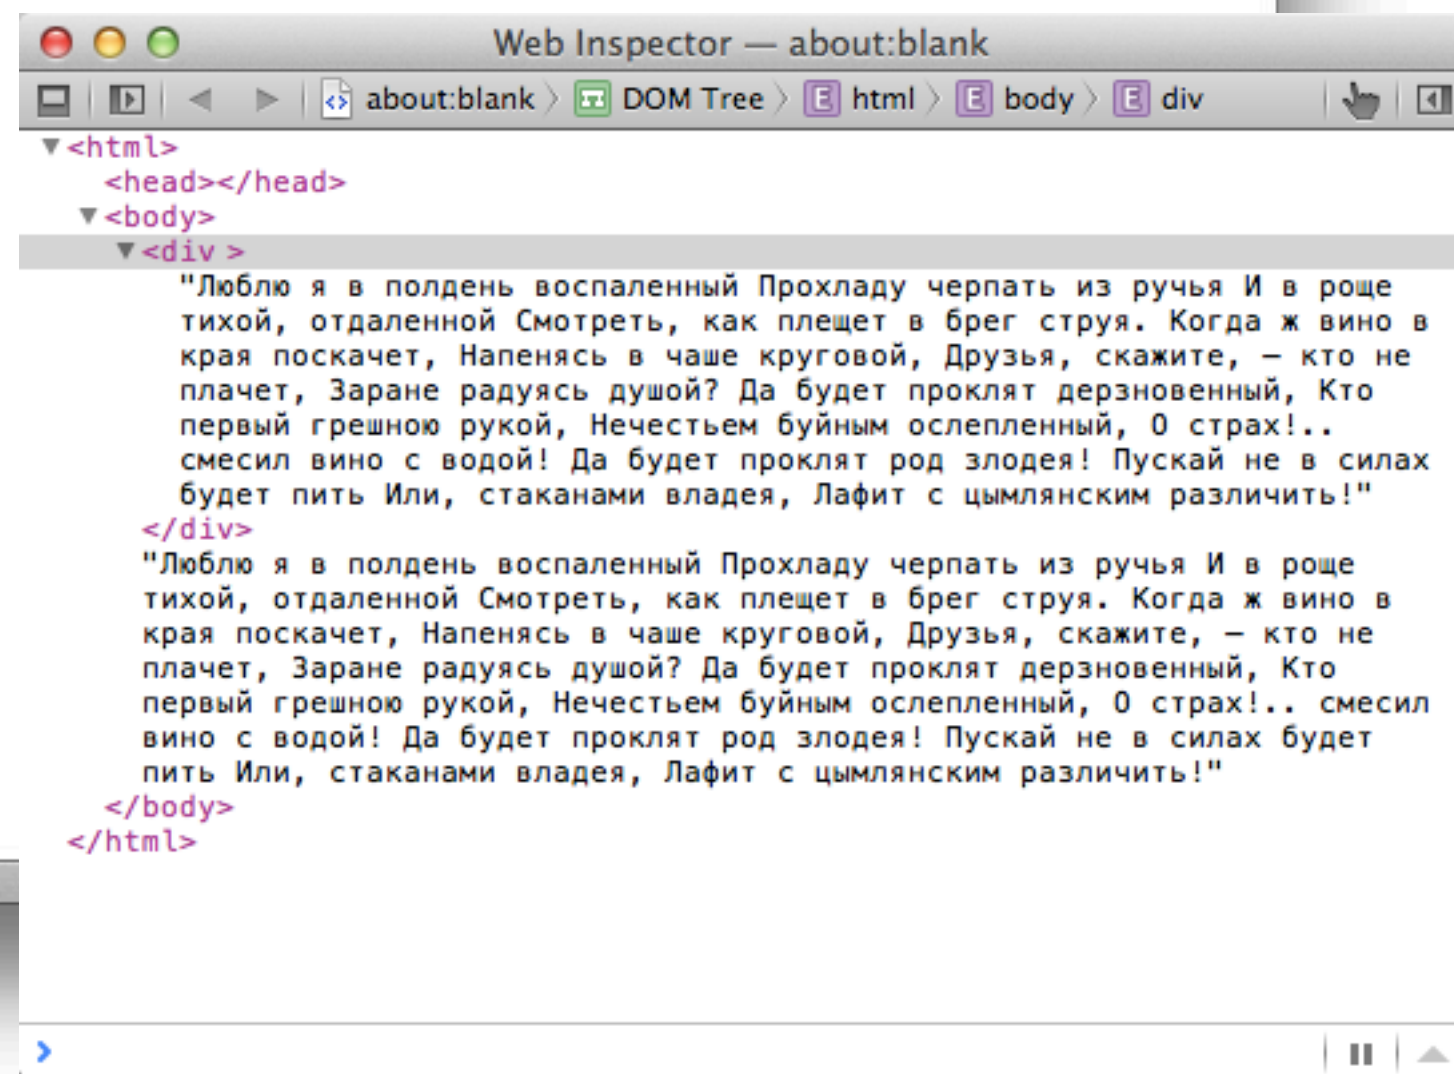 Web Inspector — about:blank
about:blank DOM Tree E html E body E div
<html>
<head></head>
<body>
<div >
"Люблю я в полдень воспаленный Прохладу черпать из ручья И в роще
тихой, отдаленной Смотреть, как плещет в брег струя. Когда ж вино в
края поскачет, Напенясь в чаше круговой, Друзья, скажите, — кто не
плачет, Заране радуясь душой? Да будет проклят дерзновенный, Кто
первый грешною рукой, Нечестьем буйным ослепленный, О страх!..
смесил вино с водой! Да будет проклят род злодея! Пускай не в силах
будет пить Или, стаканами владея, Лафит с цымлянским различить!"
</div>
"Люблю я в полдень воспаленный Прохладу черпать из ручья И в роще
тихой, отдаленной Смотреть, как плещет в брег струя. Когда ж вино в
края поскачет, Напенясь в чаше круговой, Друзья, скажите, — кто не
плачет, Заране радуясь душой? Да будет проклят дерзновенный, Кто
первый грешною рукой, Нечестьем буйным ослепленный, О страх!.. смесил
вино с водой! Да будет проклят род злодея! Пускай не в силах будет
пить Или, стаканами владея, Лафит с цымлянским различить!"
</body>
</html>